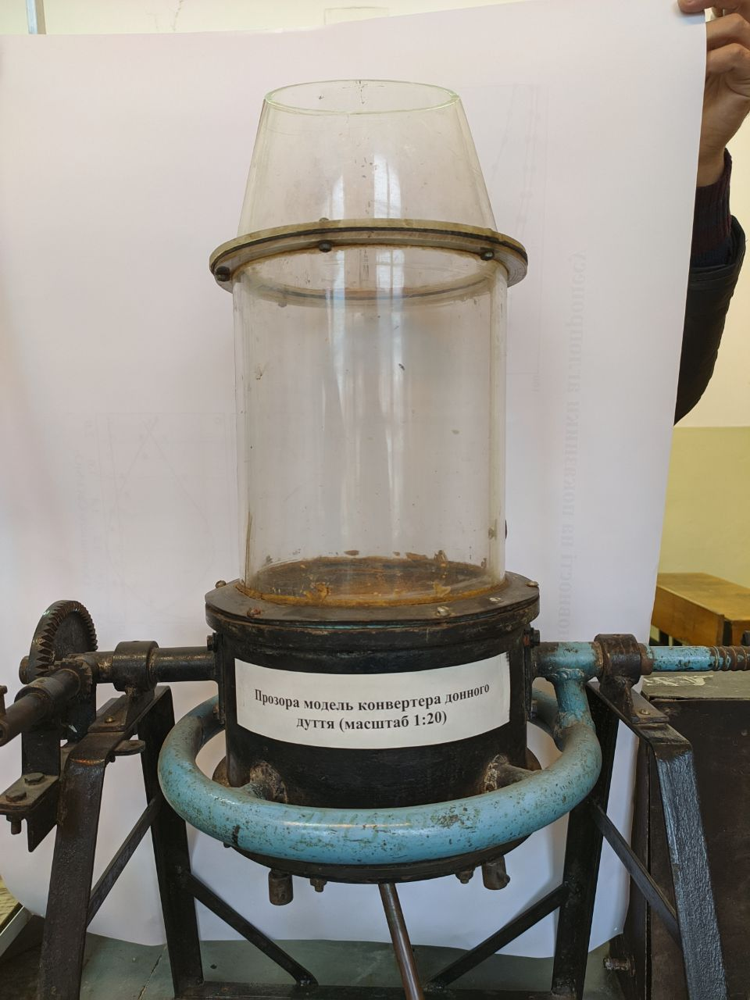 Прозора модель конвертера донного
дуття (масштаб 1:20)